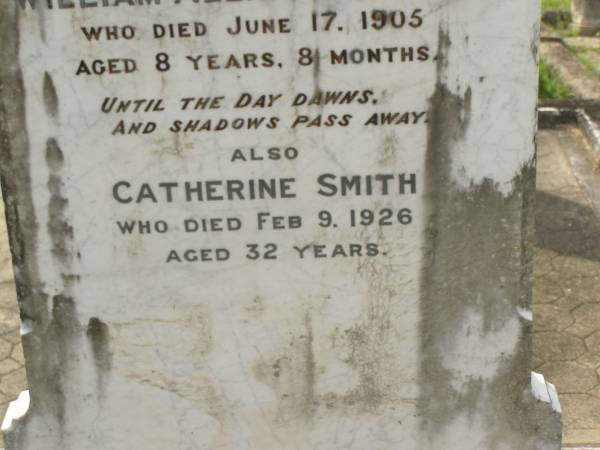 WILLIAM
WHO DIED JUNE 17. 1905
AGED 8 YEARS, 8 MONTHS.
UNTIL THE DAY DAWNS,
AND SHADOWS PASS AWAY.
ALSO
CATHERINE SMITH
WHO DIED FEB 9. 1926
AGED 32 YEARS.